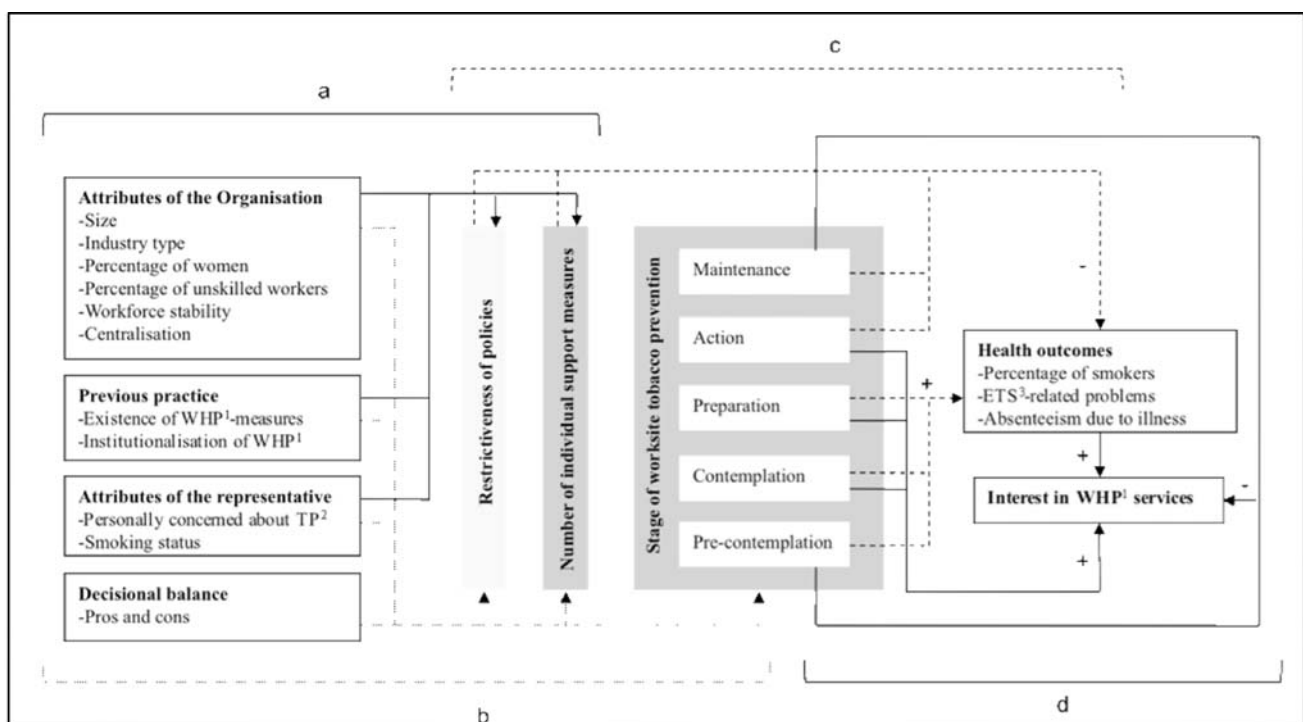 c
a
Attributes of the Organisation
-Size
-Industry type
-Percentage of women
-Percentage of unskilled workers
-Workforce stability
-Centralisation
Previous practice
-Existence of WHP¹-measures
-Institutionalisation of WHP¹
Attributes of the representative
-Personally concerned about TP²
-Smoking status
Decisional balance
-Pros and cons
Restrictiveness of policies
Number of individual support measures
Stage of worksite tobacco prevention
Maintenance
Action
Preparation
Contemplation
Pre-contemplation
-
+
Health outcomes
-Percentage of smokers
-ETS³-related problems
-Absenteeism due to illness
+
-
Interest in WHP¹ services
+
b
d